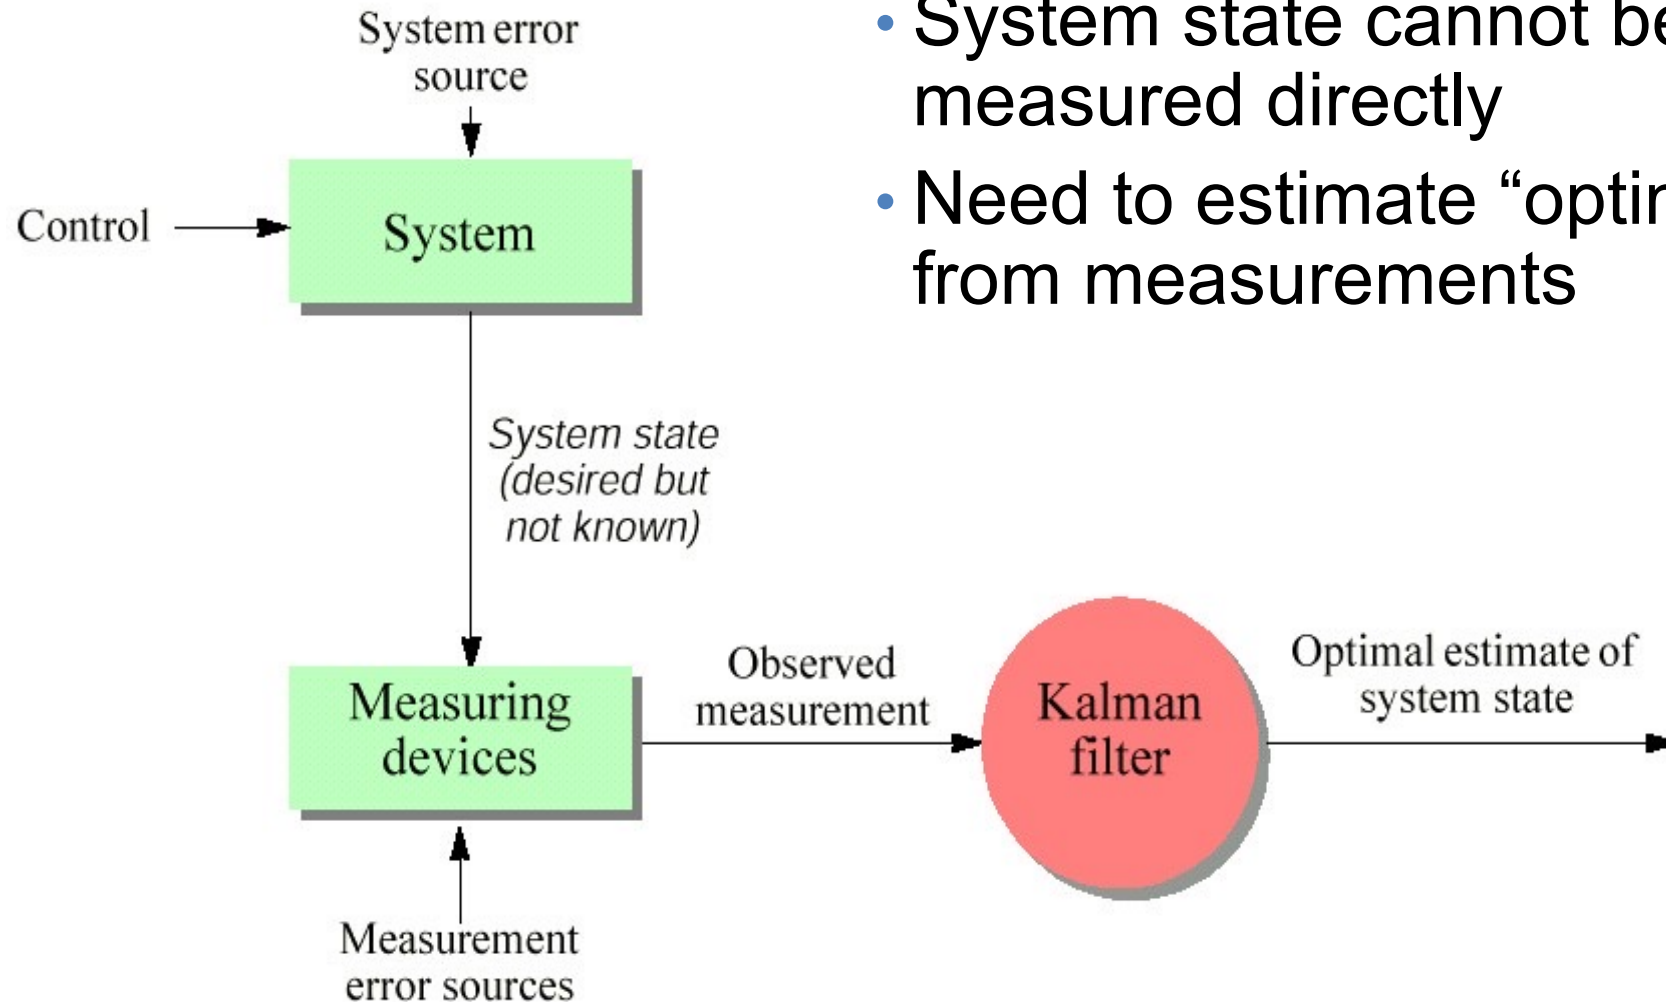 System error
source
Control
System
System state
(desired but
not known)
Measuring
devices
Measurement
error sources
Observed
measurement
Kalman
filter
Optimal estimate of
system state
• System state cannot be
measured directly
• Need to estimate “optim
from measurements